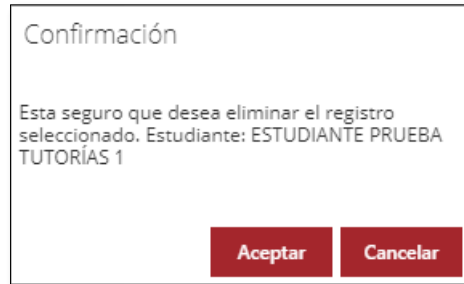 Confirmación
Esta seguro que desea eliminar el registro
seleccionado. Estudiante: ESTUDIANTE PRUEBA
TUTORÍAS 1
Aceptar Cancelar